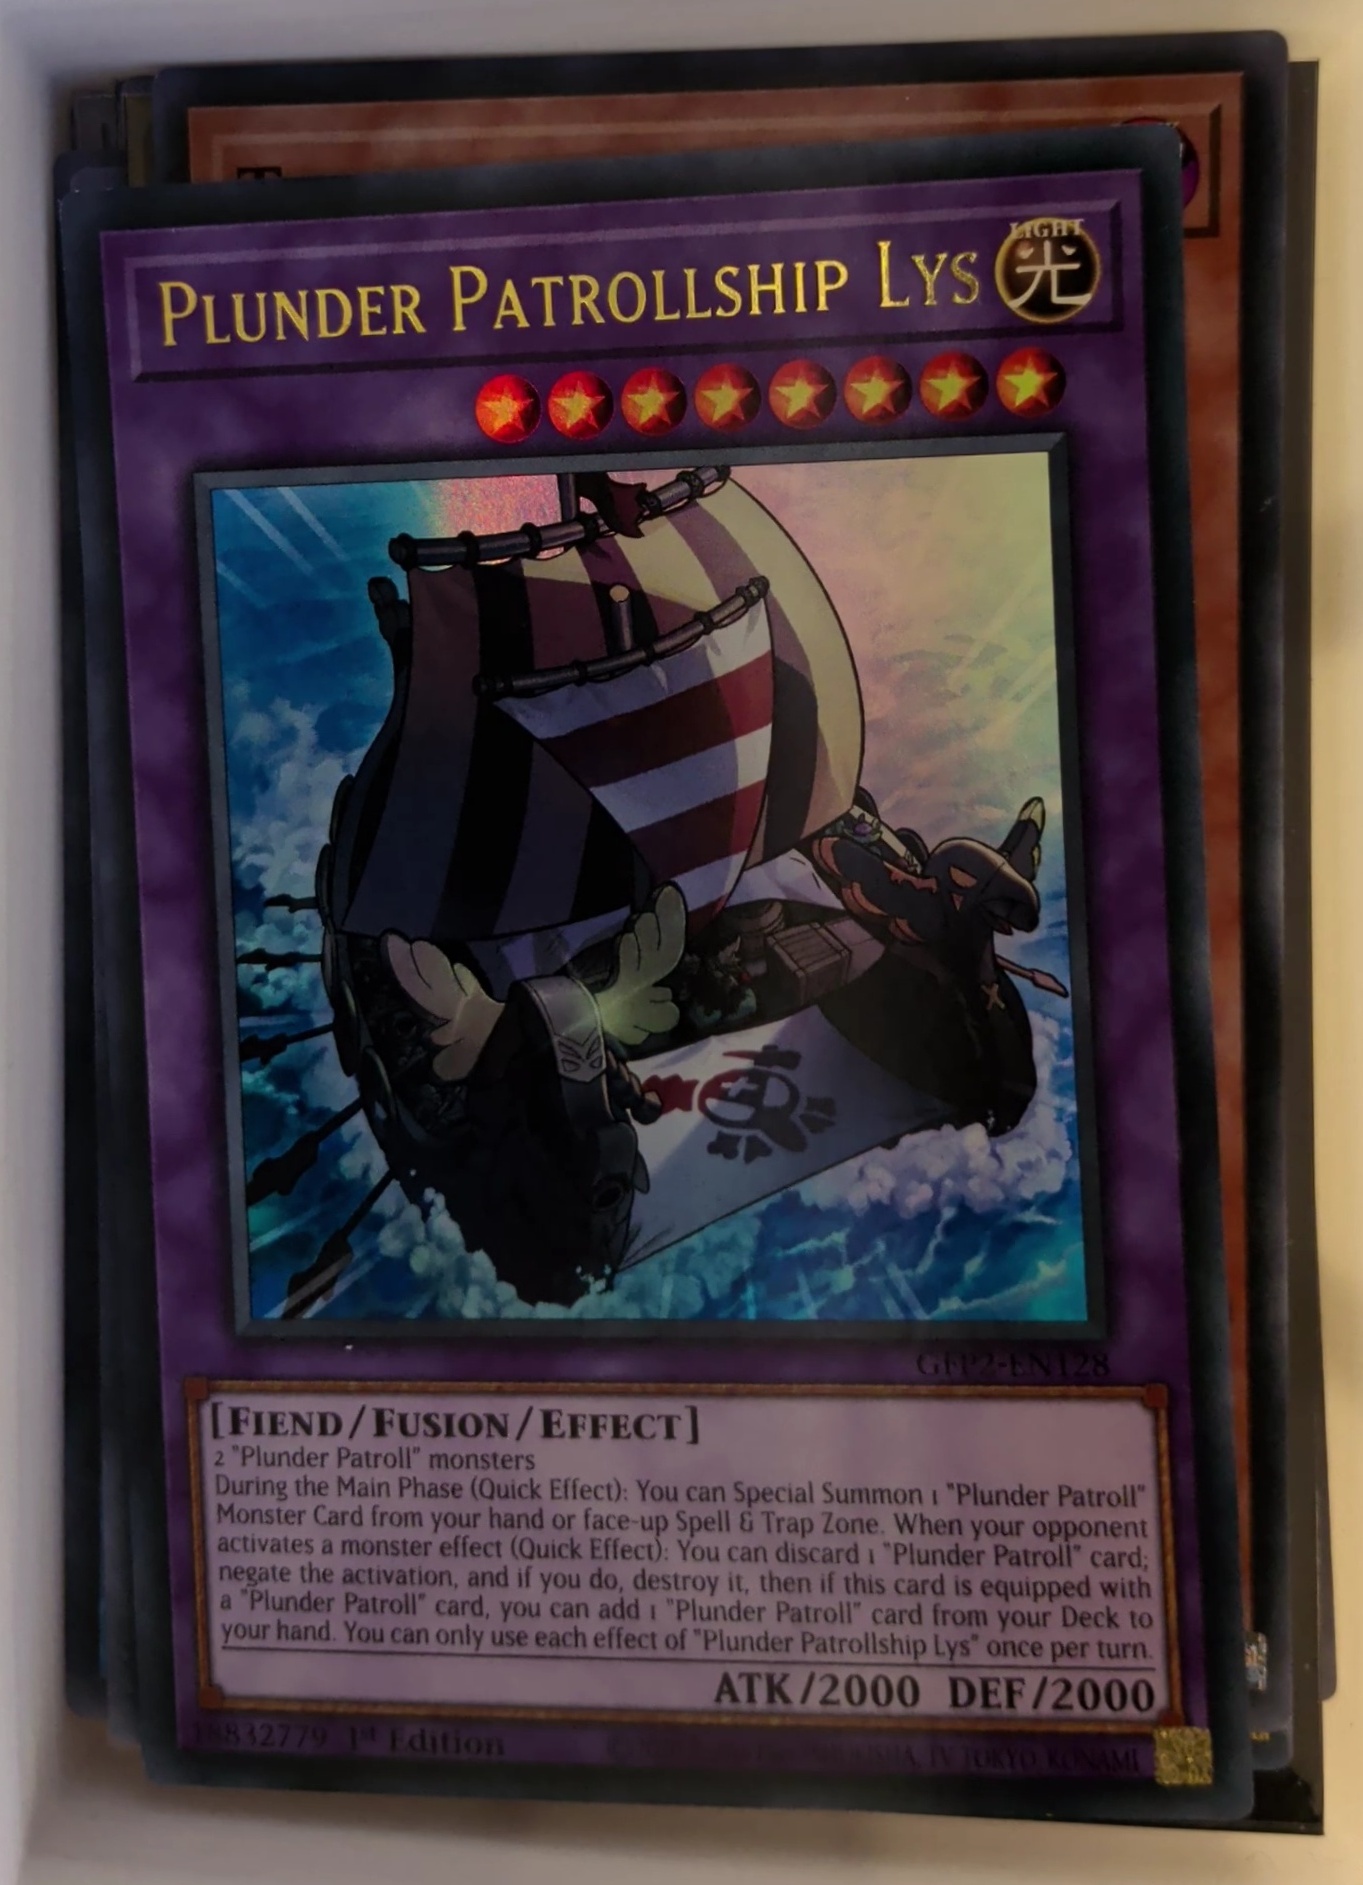 T
PLUNDER PATROLLSHIP LYS
LIGHT
光
GFP2-EN128
[FIEND/FUSION/EFFECT]
2 "Plunder Patroll" monsters
During the Main Phase (Quick Effect): You can Special Summon 1 "Plunder Patroll"
Monster Card from your hand or face-up Spell & Trap Zone. When your opponent
activates a monster effect (Quick Effect): You can discard 1 "Plunder Patroll" card;
negate the activation, and if you do, destroy it, then if this card is equipped with
a "Plunder Patroll" card, you can add 1 "Plunder Patroll" card from your Deck to
your hand. You can only use each effect of "Plunder Patrollship Lys" once per turn.
ATK/2000 DEF/2000
18832779 1st Edition
TV TOKYO, KONAMI